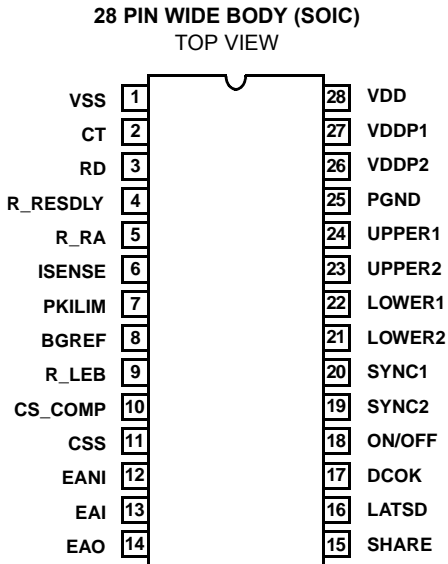 28 PIN WIDE BODY (SOIC)
TOP VIEW
VSS 1 28 VDD
CT 2 27 VDDP1
RD 3 26 VDDP2
R_RESDLY 4 25 PGND
R_RA 5 24 UPPER1
ISENSE 6 23 UPPER2
PKILIM 7 22 LOWER1
BGREF 8 21 LOWER2
R_LEB 9 20 SYNC1
CS_COMP 10 19 SYNC2
CSS 11 18 ON/OFF
EANI 12 17 DCOK
EAI 13 16 LATSD
EAO 14 15 SHARE